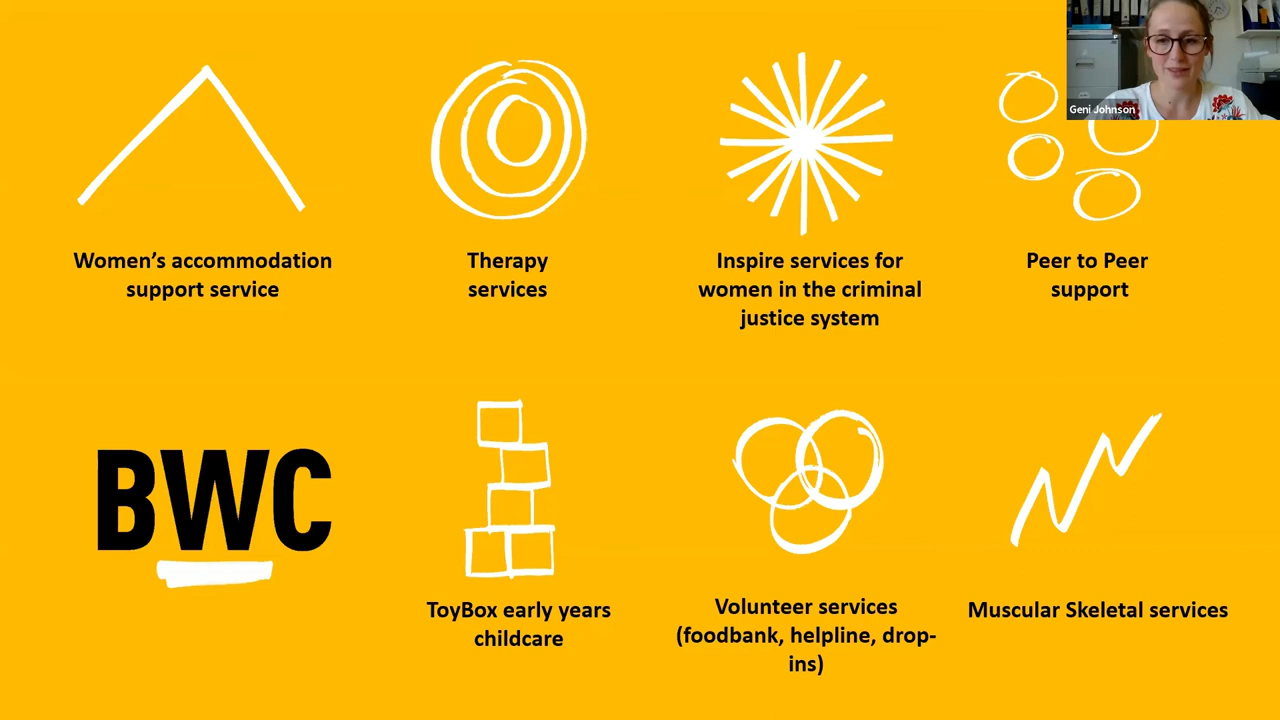 Geni Johnson
Women’s accommodation
support service
Therapy
services
Inspire services for
women in the criminal
justice system
Peer to Peer
support
BWC
ToyBox early years
childcare
Volunteer services
(foodbank, helpline, drop-
ins)
Muscular Skeletal services